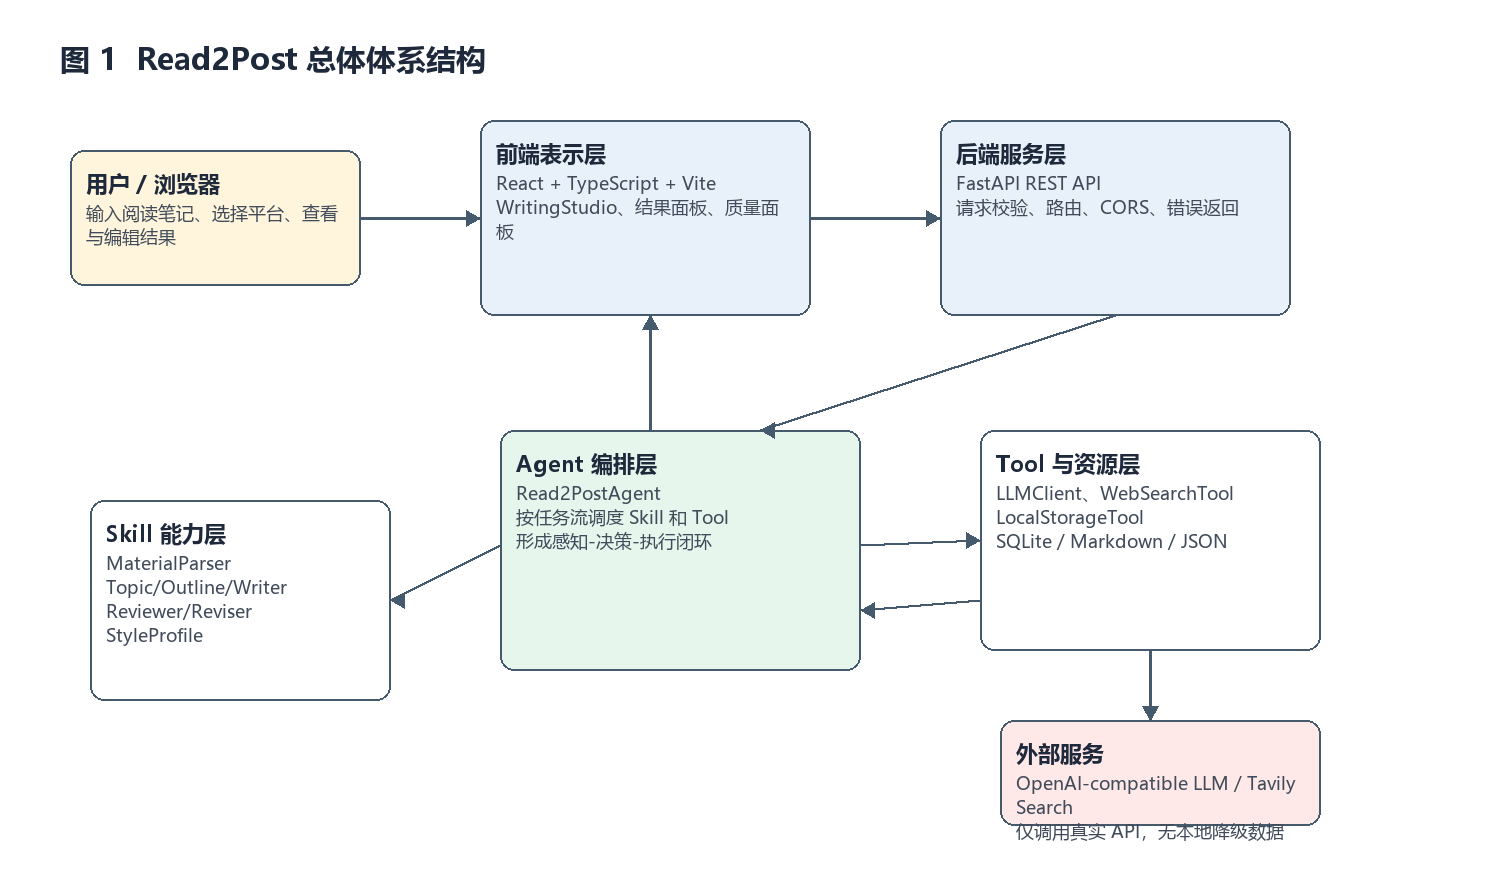 图 1  Read2Post 总体体系结构
用户 / 浏览器
输入阅读笔记、选择平台、查看
与编辑结果
前端表示层
React + TypeScript + Vite
WritingStudio、结果面板、质量面
板
后端服务层
FastAPI REST API
请求校验、路由、CORS、错误返回
Skill 能力层
MaterialParser
Topic/Outline/Writer
Reviewer/Reviser
StyleProfile
Agent 编排层
Read2PostAgent
按任务流调度 Skill 和 Tool
形成感知-决策-执行闭环
Tool 与资源层
LLMClient、WebSearchTool
LocalStorageTool
SQLite / Markdown / JSON
外部服务
OpenAI-compatible LLM / Tavily
Search
仅调用真实 API，无本地降级数据